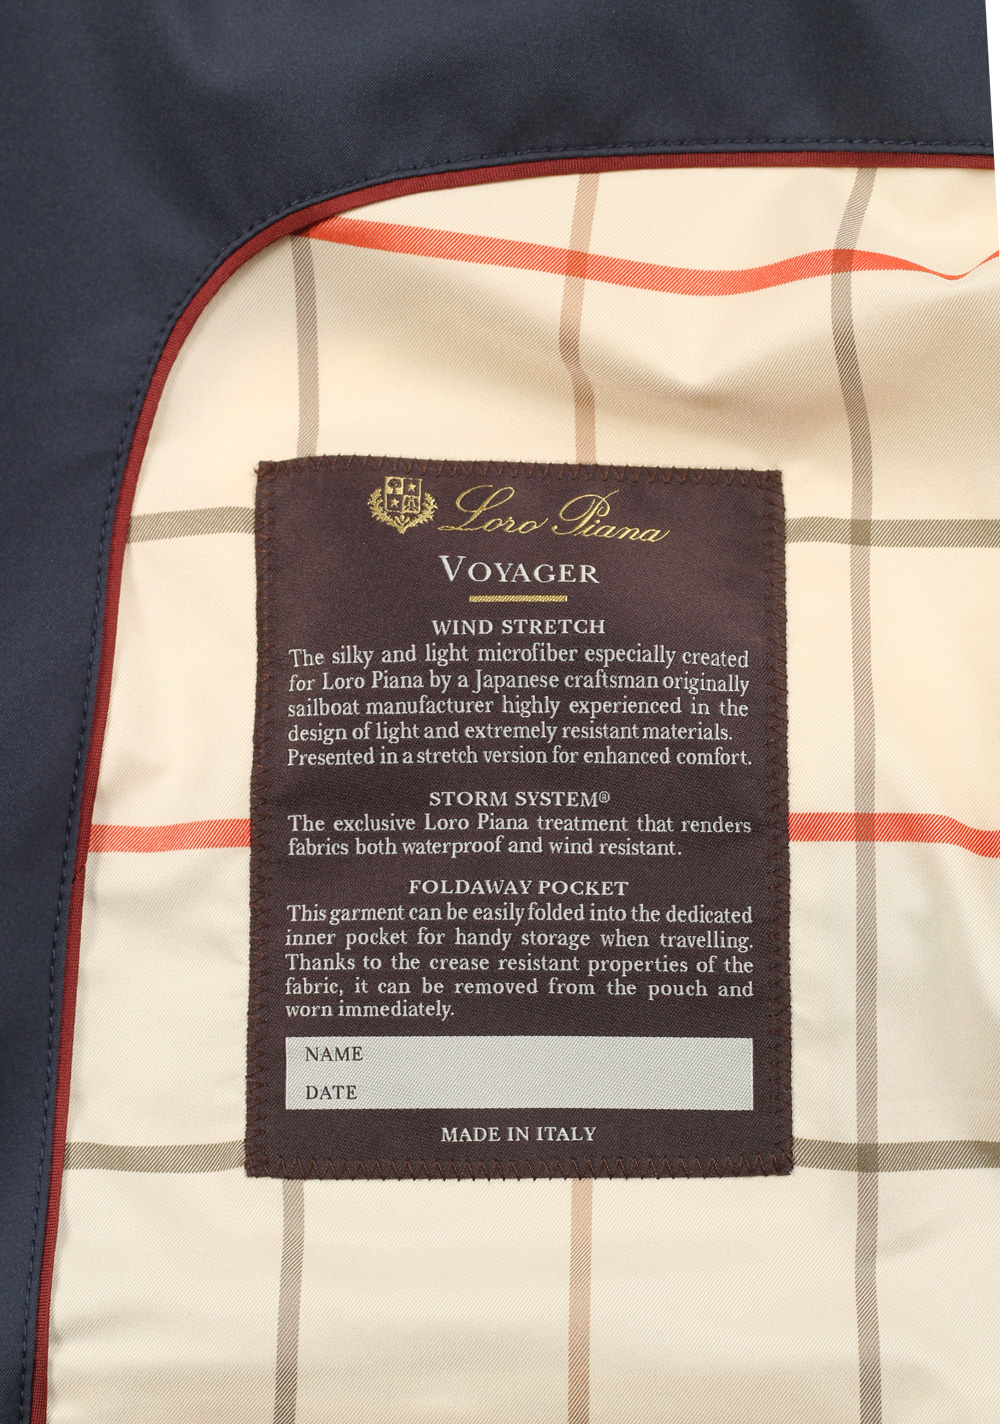 Loro Piana
VOYAGER
WIND STRETCH
The silky and light microfiber especially created
for Loro Piana by a Japanese craftsman originally
sailboat manufacturer highly experienced in the
design of light and extremely resistant materials.
Presented in a stretch version for enhanced comfort.
STORM SYSTEM®
The exclusive Loro Piana treatment that renders
fabrics both waterproof and wind resistant.
FOLDAWAY POCKET
This garment can be easily folded into the dedicated
inner pocket for handy storage when travelling.
Thanks to the crease resistant properties of the
fabric, it can be removed from the pouch and
worn immediately.
NAME
DATE
MADE IN ITALY